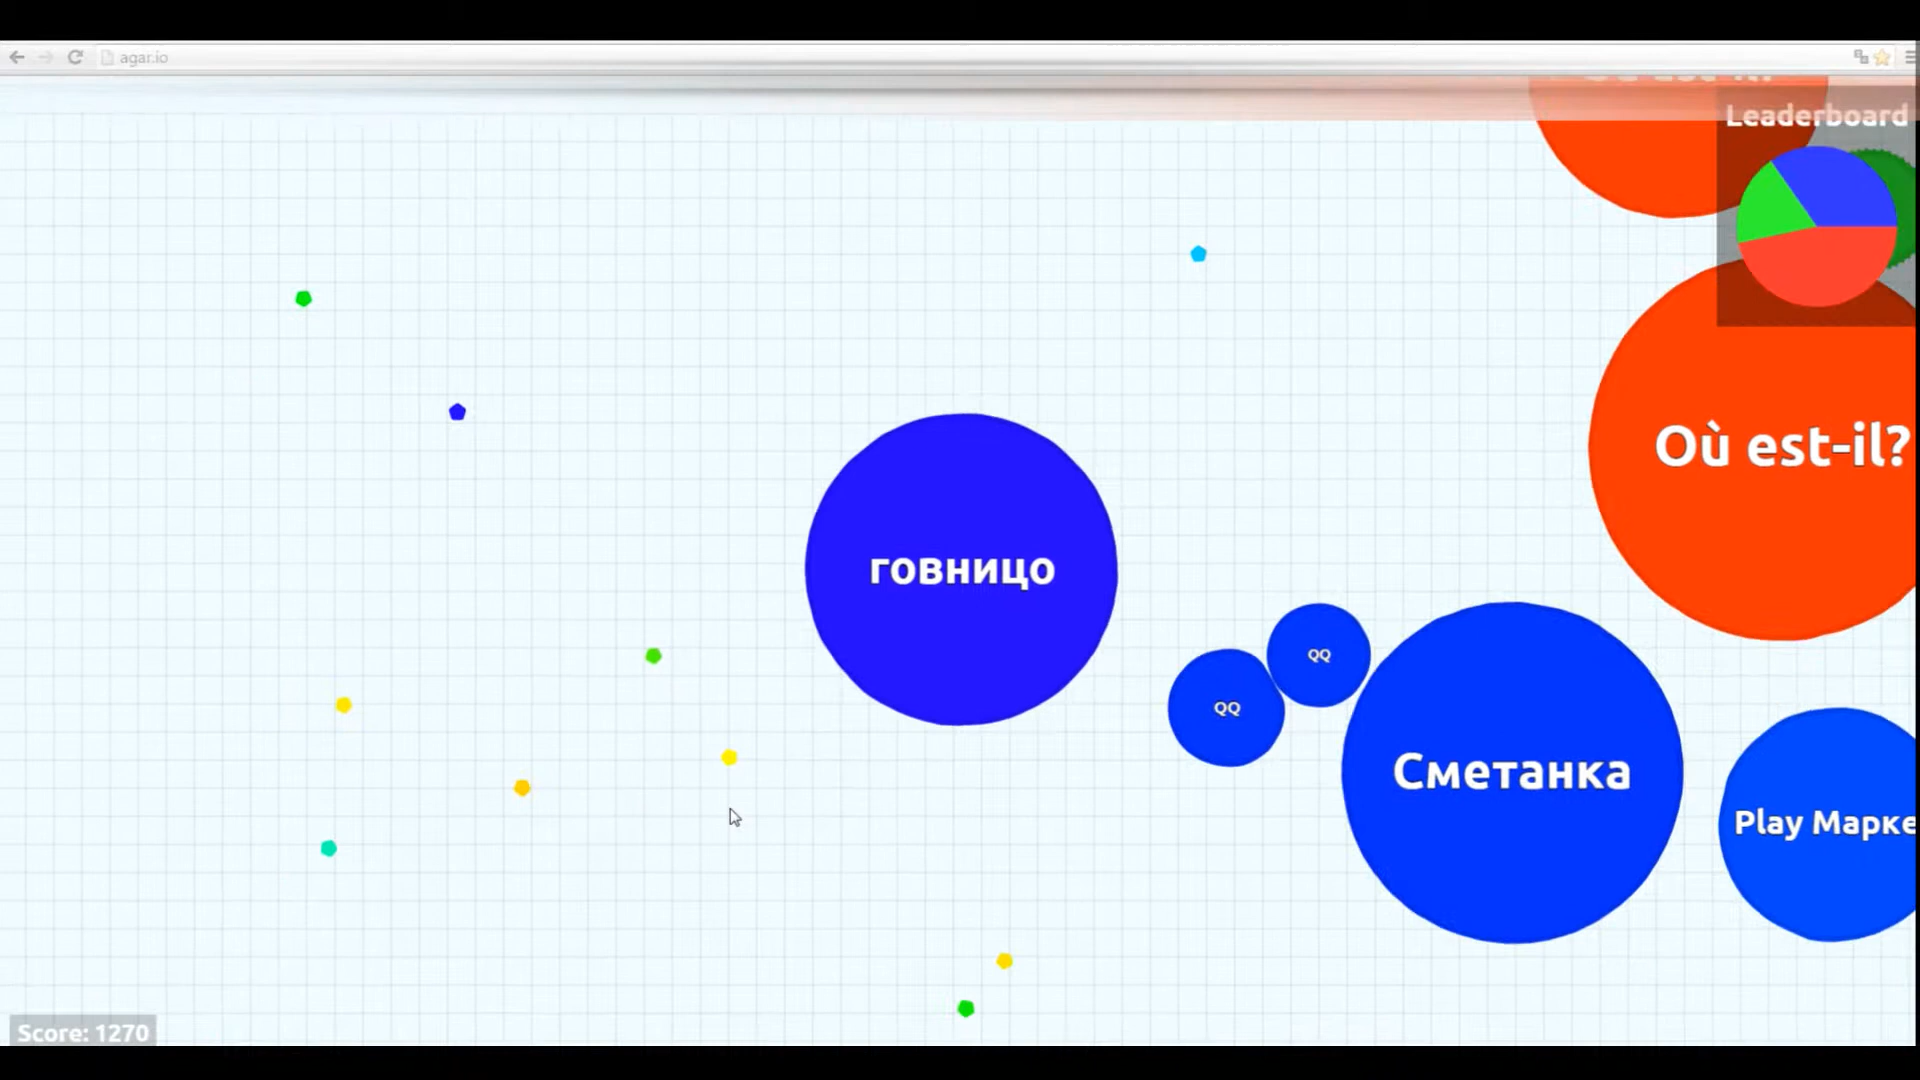 agar.io
Leaderboard
Où est-il?
говницо
QQ
QQ
Сметанка
Play Марке
Score: 1270